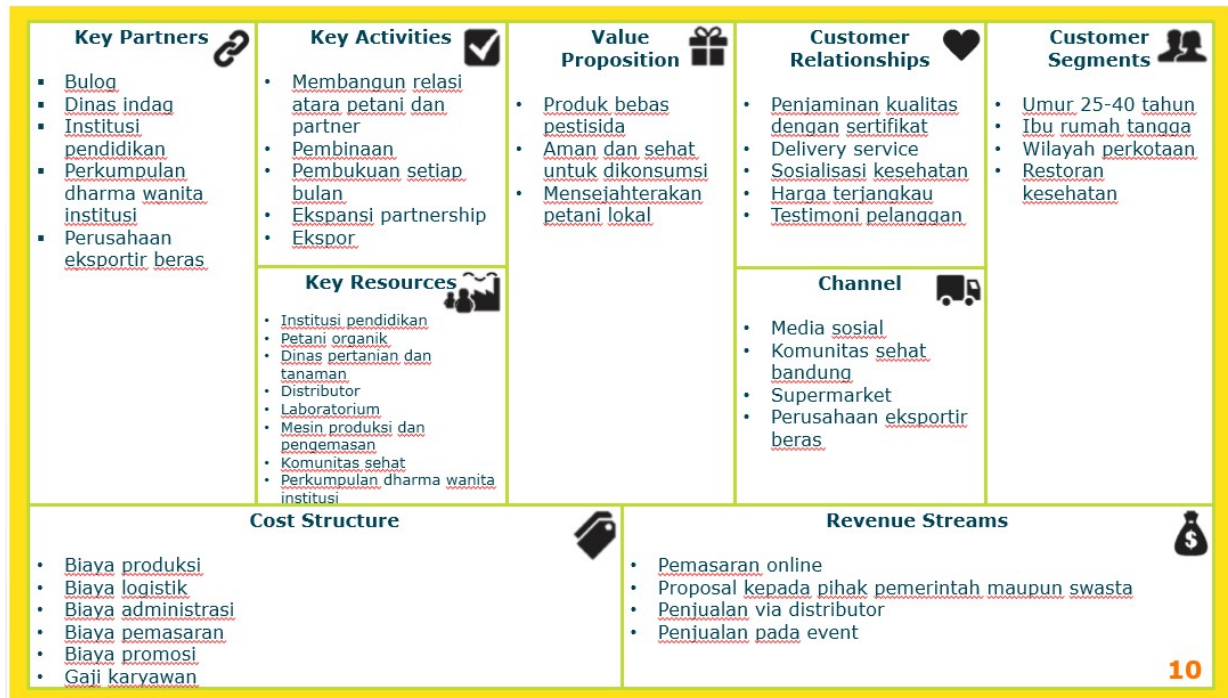 Key Partners
Bulog
Dinas indag
Institusi
pendidikan
Perkumpulan
dharma wanita
institusi
Perusahaan
eksportir beras
Key Activities
Membangun relasi
atara petani dan
partner
Pembinaan
Pembukuan setiap
bulan
Ekspansi partnership
Ekspor
Key Resources
Institusi pendidikan
Petani organik
Dinas pertanian dan
tanaman
Distributor
Laboratorium
Mesin produksi dan
pengemasan
Komunitas sehat
Perkumpulan dharma wanita
institusi
Value
Proposition
Produk bebas
pestisida
Aman dan sehat
untuk dikonsumsi
Mensejahterakan
petani lokal
Customer
Relationships
Penjaminan kualitas
dengan sertifikat
Delivery service
Sosialisasi kesehatan
Harga terjangkau
Testimoni pelanggan
Channel
Media sosial
Komunitas sehat
bandung
Supermarket
Perusahaan eksportir
beras
Customer
Segments
Umur 25-40 tahun
Ibu rumah tangga
Wilayah perkotaan
Restoran
kesehatan
Cost Structure
Biaya produksi
Biaya logistik
Biaya administrasi
Biaya pemasaran
Biaya promosi
Gaji karyawan
Revenue Streams
$
Pemasaran online
Proposal kepada pihak pemerintah maupun swasta
Penjualan via distributor
Penjualan pada event
10